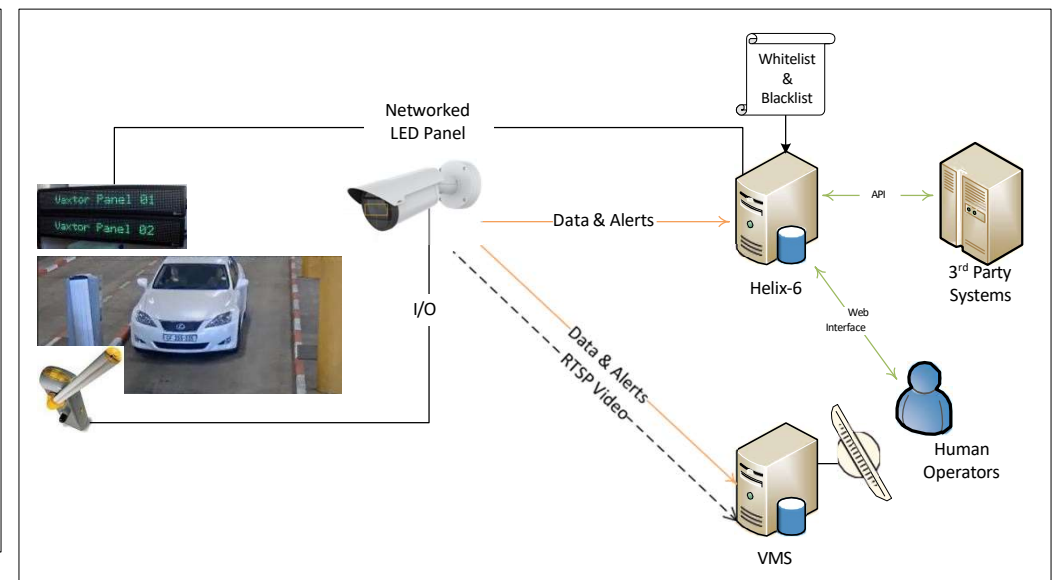 Whitelist
&
Blacklist
Networked
LED Panel
Vaxtor Panel 01
Vaxtor Panel 02
Data & Alerts
API
Helix-6
3rd Party
Systems
I/O
Web
Interface
Data & Alerts
RTSP Video
Human
Operators
VMS